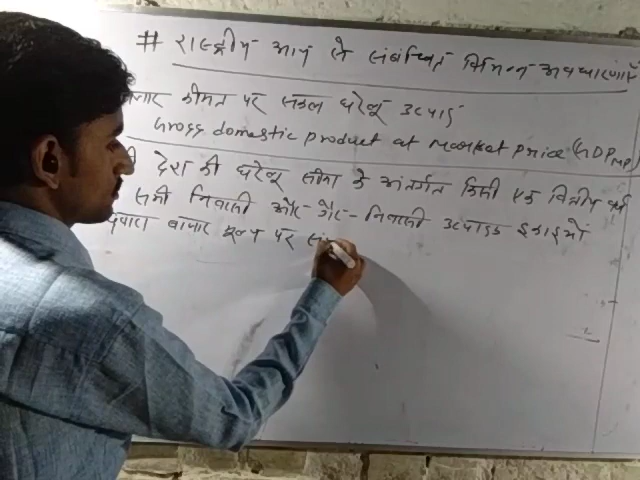 # राष्ट्रीय आय से संबंधित विभिन्न अवधारणाएँ
बाजार कीमत पर सकल घरेलू उत्पाद
Gross domestic product at Market price (GDPMP)
देश की घरेलू सीमा के अंतर्गत किसी एक वित्तीय वर्ष
सभी निवासी और गैर-निवासी उत्पादक इकाइयों
द्वारा बाजार मूल्य पर